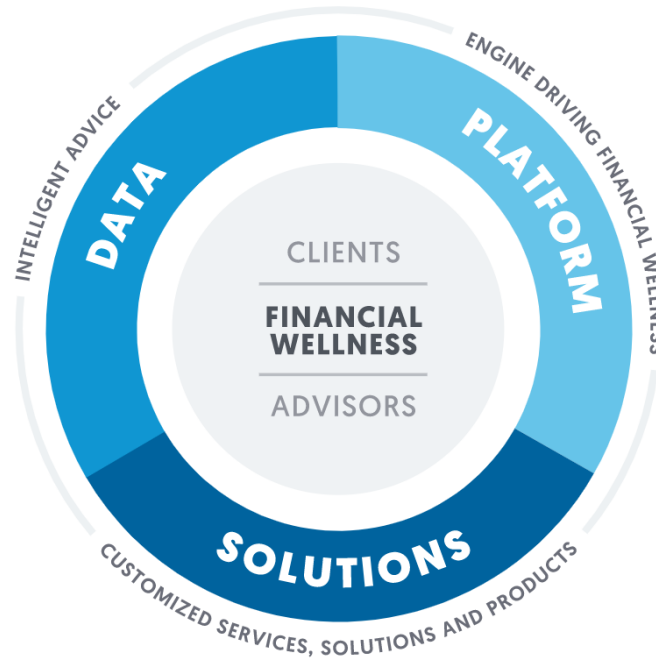 INTELLIGENT ADVICE
DATA
ENGINE DRIVING FINANCIAL WELLNESS
PLATFORM
CLIENTS
FINANCIAL
WELLNESS
ADVISORS
SOLUTIONS
CUSTOMIZED SERVICES, SOLUTIONS AND PRODUCTS